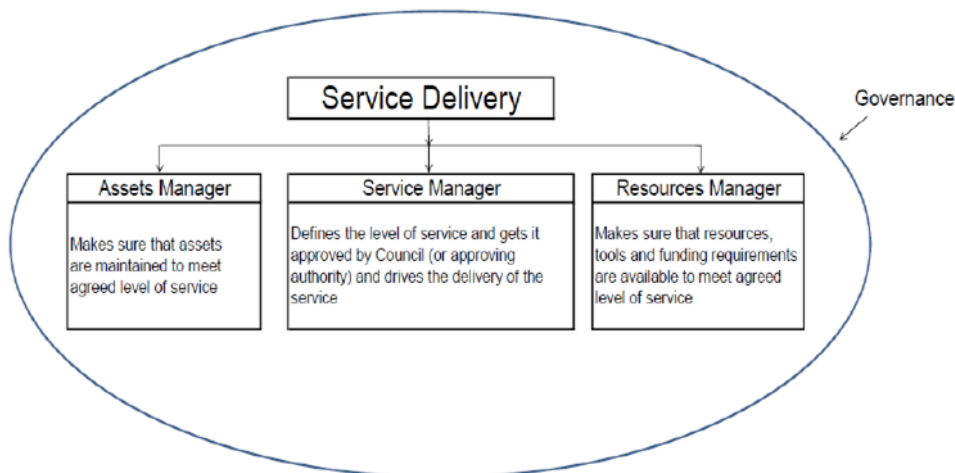 Service Delivery
Governance
Assets Manager
Makes sure that assets
are maintained to meet
agreed level of service
Service Manager
Defines the level of service and gets it
approved by Council (or approving
authority) and drives the delivery of the
service
Resources Manager
Makes sure that resources,
tools and funding requirements
are available to meet agreed
level of service